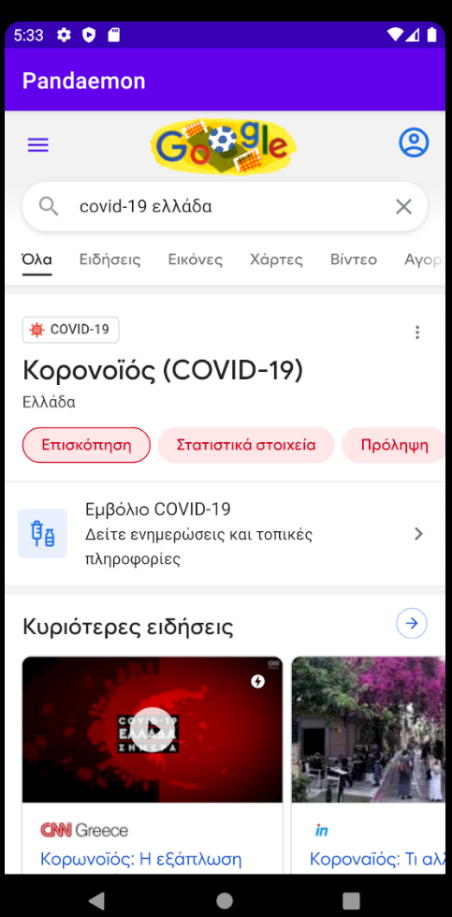 5:33
Pandaemon
Google
covid-19 ελλάδα
Όλα Ειδήσεις Εικόνες Χάρτες Βίντεο Αγορ
COVID-19
Κορονοϊός (COVID-19)
Ελλάδα
Επισκόπηση Στατιστικά στοιχεία Πρόληψη
Εμβόλιο COVID-19
Δείτε ενημερώσεις και τοπικές
πληροφορίες
Κυριότερες ειδήσεις
COVID-19
ΕΛΛΑΔΑ
ΣΗΜΕΡΑ
CNN Greece
Κορωνοϊός: Η εξάπλωση
in
Κοροναϊός: Τι αλλ